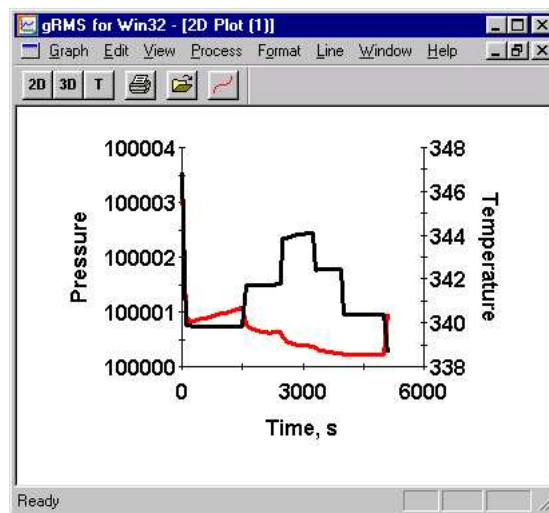 gRMS for Win32 - [2D Plot (1)]
Graph Edit View Process Format Line Window Help
2D 3D T
100004 348
100003 346
100002 344
100001 342
100000 340
338
Pressure
Temperature
0 3000 6000
Time, s
Ready